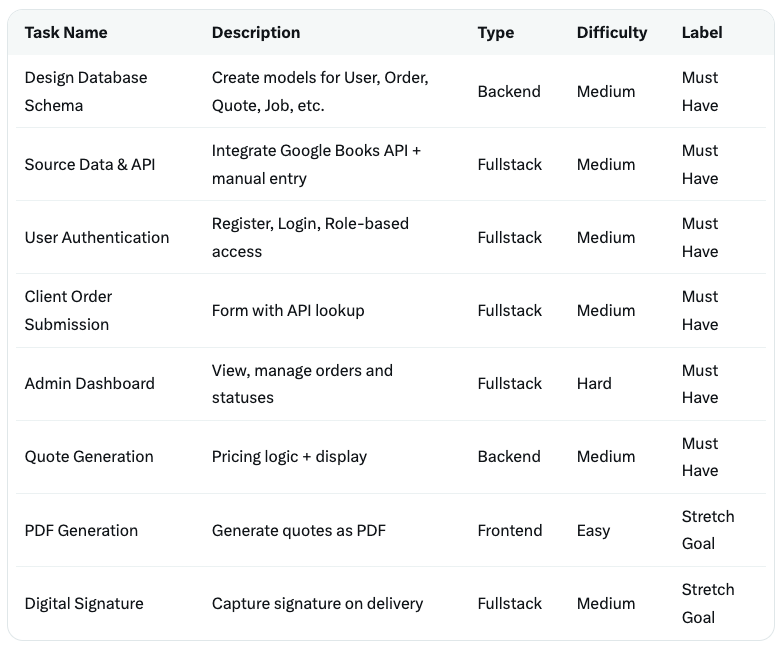 Task Name Description Type Difficulty Label
Design Database Schema Create models for User, Order, Quote, Job, etc. Backend Medium Must Have
Source Data & API Integrate Google Books API + manual entry Fullstack Medium Must Have
User Authentication Register, Login, Role-based access Fullstack Medium Must Have
Client Order Submission Form with API lookup Fullstack Medium Must Have
Admin Dashboard View, manage orders and statuses Fullstack Hard Must Have
Quote Generation Pricing logic + display Backend Medium Must Have
PDF Generation Generate quotes as PDF Frontend Easy Stretch Goal
Digital Signature Capture signature on delivery Fullstack Medium Stretch Goal